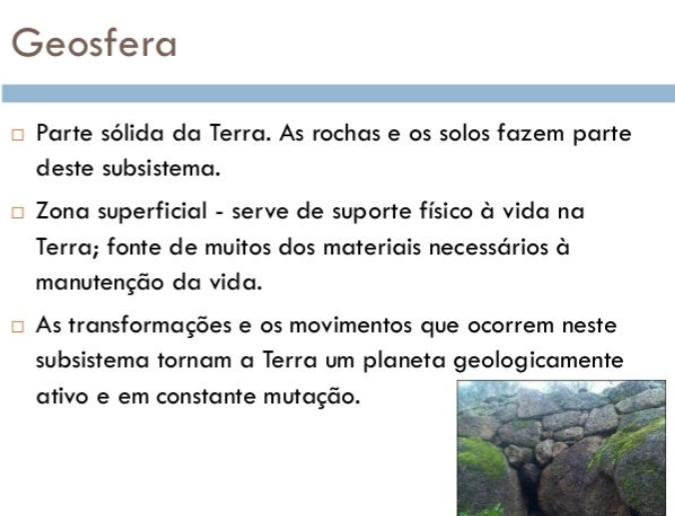 Geosfera
Parte sólida da Terra. As rochas e os solos fazem parte
deste subsistema.
Zona superficial - serve de suporte físico à vida na
Terra; fonte de muitos dos materiais necessários à
manutenção da vida.
As transformações e os movimentos que ocorrem neste
subsistema tornam a Terra um planeta geologicamente
ativo e em constante mutação.